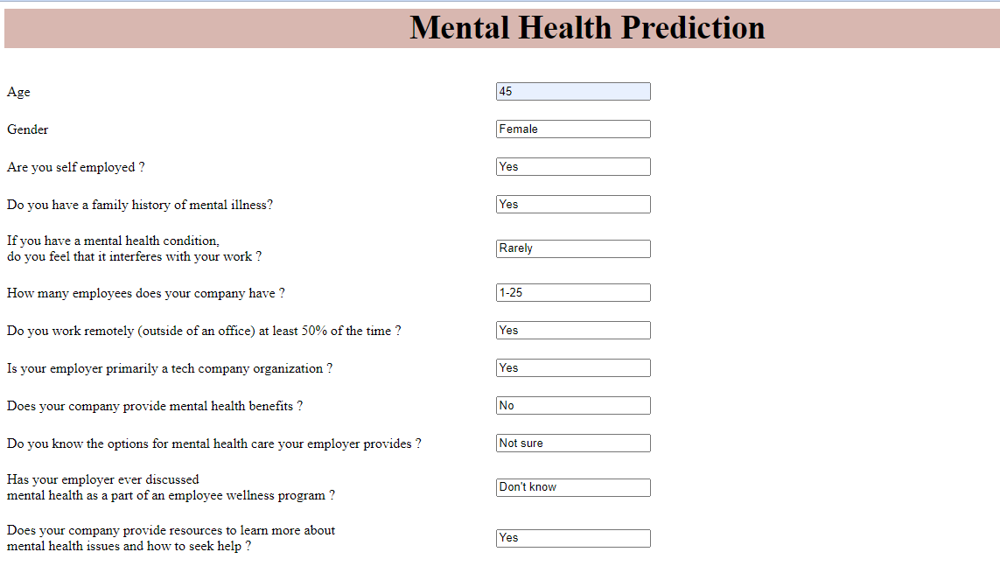 Mental Health Prediction
Age 45
Gender Female
Are you self employed ? Yes
Do you have a family history of mental illness? Yes
If you have a mental health condition,
do you feel that it interferes with your work ? Rarely
How many employees does your company have ? 1-25
Do you work remotely (outside of an office) at least 50% of the time ? Yes
Is your employer primarily a tech company organization ? Yes
Does your company provide mental health benefits ? No
Do you know the options for mental health care your employer provides ? Not sure
Has your employer ever discussed
mental health as a part of an employee wellness program ? Don't know
Does your company provide resources to learn more about
mental health issues and how to seek help ? Yes